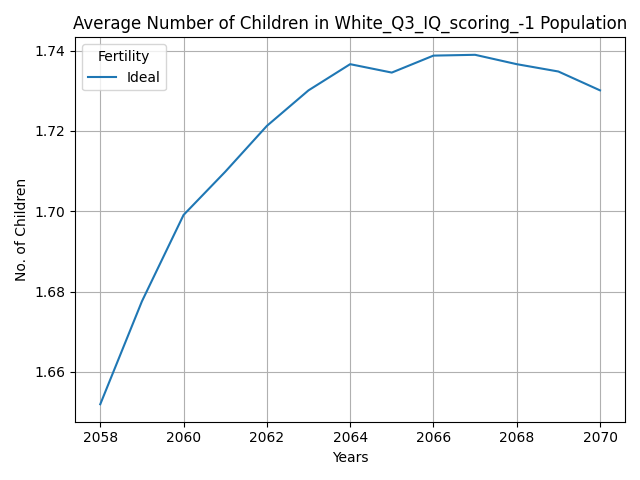 Average Number of Children in White_Q3_IQ_scoring_-1 Population
1.74
1.72
1.70
1.68
1.66
No. of Children
Fertility
Ideal
2058 2060 2062 2064 2066 2068 2070
Years